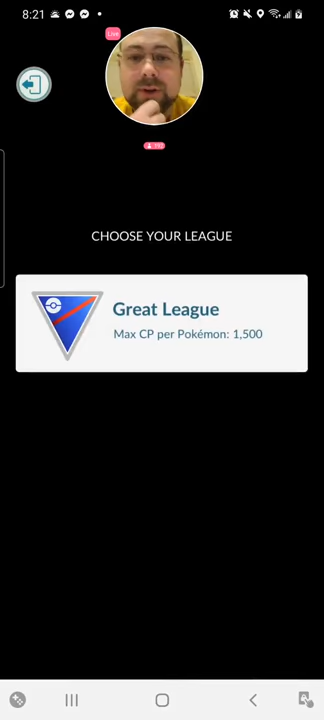 8:21
Live
CHOOSE YOUR LEAGUE
Great League
Max CP per Pokémon: 1,500